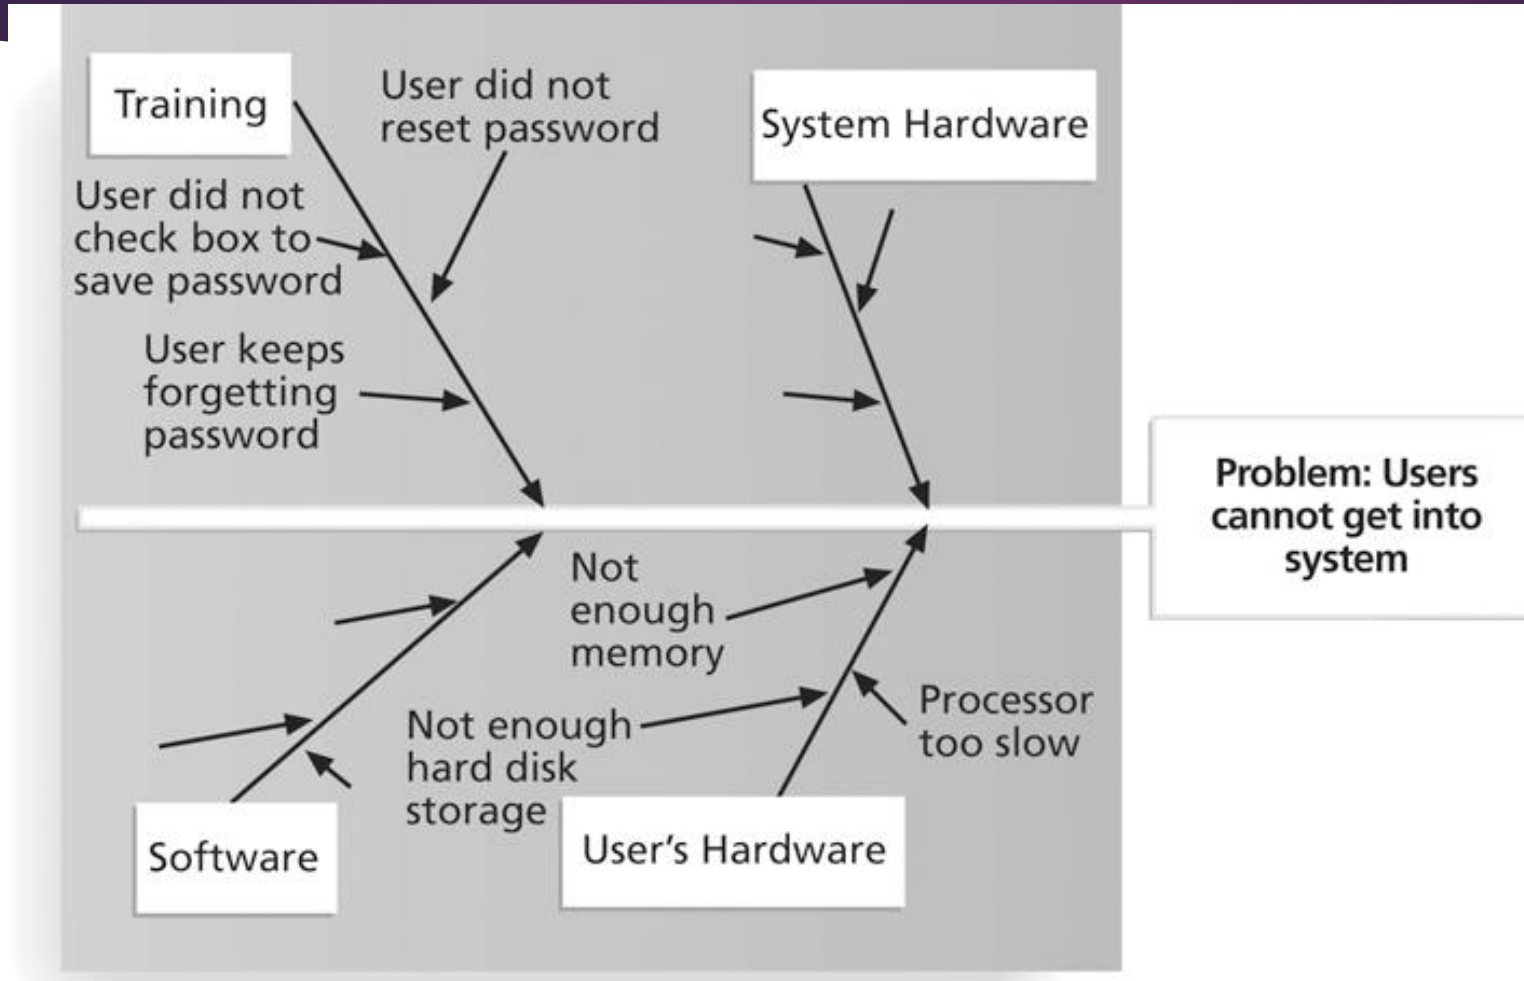 Training
User did not
reset password
System Hardware
User did not
check box to
save password
User keeps
forgetting
password
Problem: Users
cannot get into
system
Not
enough
memory
Not enough
hard disk
storage
Processor
too slow
Software
User’s Hardware